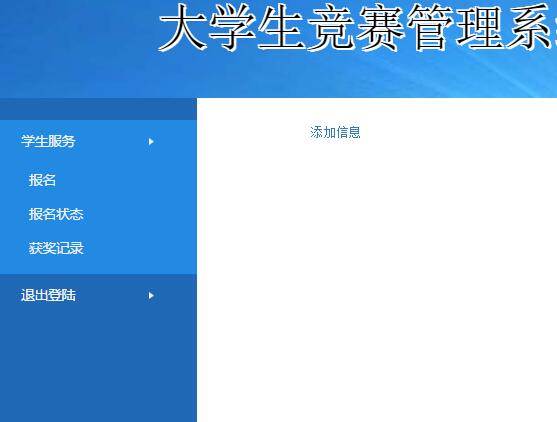 大学生竞赛管理系
学生服务
添加信息
报名
报名状态
获奖记录
退出登陆